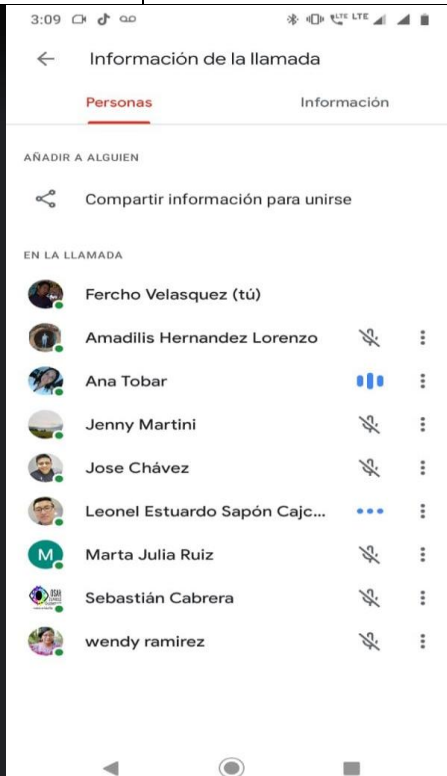 3:09 LTE LTE
Información de la llamada
Personas Información
AÑADIR A ALGUIEN
Compartir información para unirse
EN LA LLAMADA
Fercho Velasquez (tú)
Amadilis Hernandez Lorenzo
Ana Tobar
Jenny Martini
Jose Chávez
Leonel Estuardo Sapón Cajc...
M Marta Julia Ruiz
Sebastián Cabrera
wendy ramirez